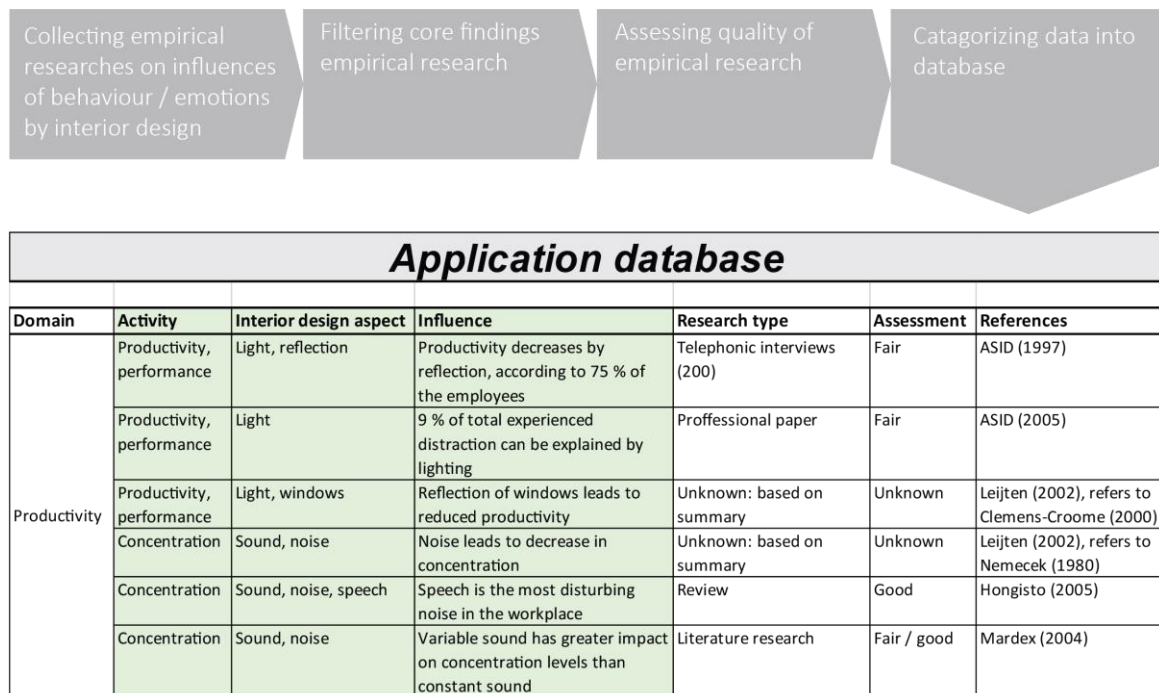 Collecting empirical
researches on influences
of behaviour / emotions
by interior design
Filtering core findings
empirical research
Assessing quality of
empirical research
Catagorizing data into
database
Application database
Domain Activity Interior design aspect Influence Research type Assessment References
Productivity
Productivity, performance Light, reflection Productivity decreases by reflection, according to 75 % of the employees Telephonic interviews (200) Fair ASID (1997)
Productivity, performance Light 9 % of total experienced distraction can be explained by lighting Proffessional paper Fair ASID (2005)
Productivity, performance Light, windows Reflection of windows leads to reduced productivity Unknown: based on summary Unknown Leijten (2002), refers to Clemens-Croome (2000)
Concentration Sound, noise Noise leads to decrease in concentration Unknown: based on summary Unknown Leijten (2002), refers to Nemecek (1980)
Concentration Sound, noise, speech Speech is the most disturbing noise in the workplace Review Good Hongisto (2005)
Concentration Sound, noise Variable sound has greater impact on concentration levels than constant sound Literature research Fair / good Mardex (2004)